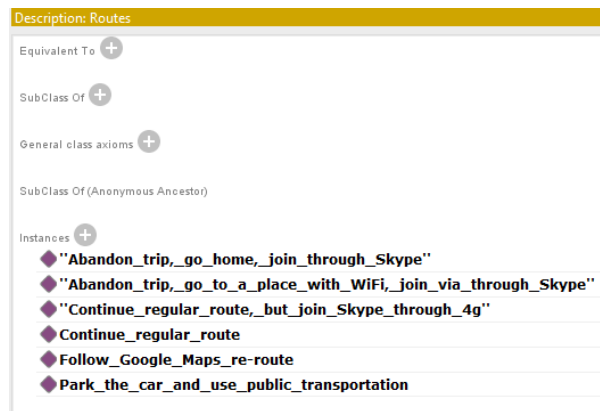 Description: Routes
Equivalent To
SubClass Of
General class axioms
SubClass Of (Anonymous Ancestor)
Instances
"Abandon_trip,_go_home,_join_through_Skype"
"Abandon_trip,_go_to_a_place_with_WiFi,_join_via_through_Skype"
"Continue_regular_route,_but_join_Skype_through_4g"
Continue_regular_route
Follow_Google_Maps_re-route
Park_the_car_and_use_public_transportation